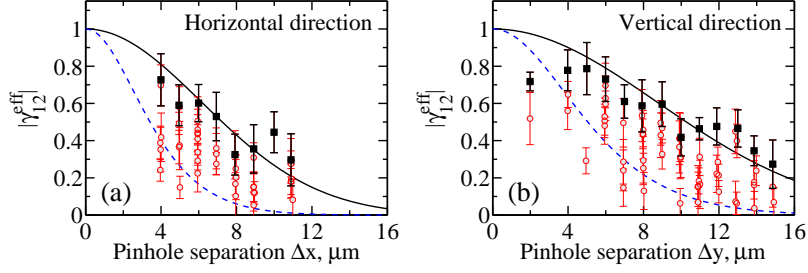 Horizontal direction
1
0.8
0.6
0.4
0.2
0
|γ₁₂ᵉᶠᶠ|
(a)
0 4 8 12 16
Pinhole separation Δx, μm
Vertical direction
1
0.8
0.6
0.4
0.2
0
|γ₁₂ᵉᶠᶠ|
(b)
0 4 8 12 16
Pinhole separation Δy, μm